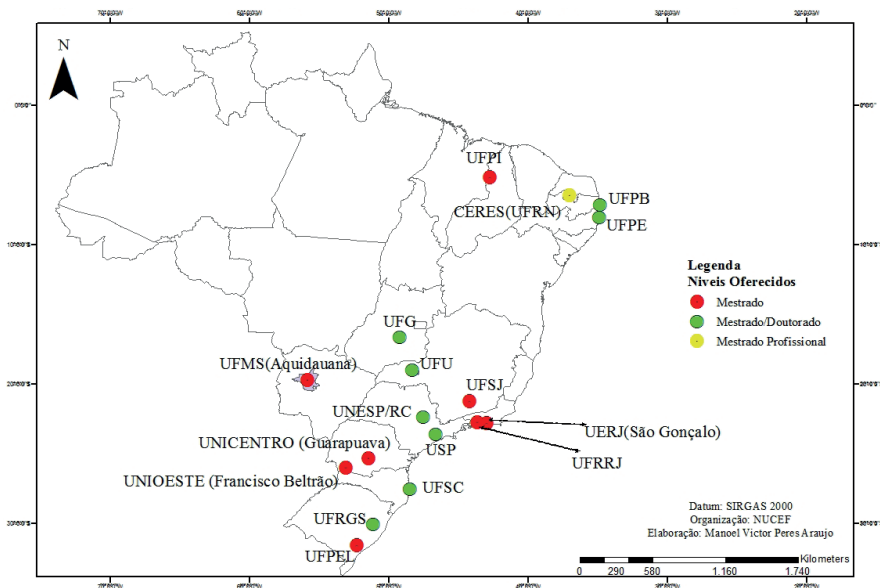 N
UFPI
CERES(UFRN)
UFPB
UFPE
Legenda
Niveis Oferecidos
Mestrado
Mestrado/Doutorado
Mestrado Profissional
UFG
UFU
UFMS(Aquidauana)
UFSJ
UNESP/RC
UERJ(São Gonçalo)
USP
UNICENTRO (Guarapuava)
UFRRJ
UNIOESTE (Francisco Beltrão)
UFSC
UFRGS
UFPEL
Datum: SIRGAS 2000
Organização: NUCEF
Elaboração: Manoel Victor Peres Araujo
Kilometers
0 290 580 1.160 1.740